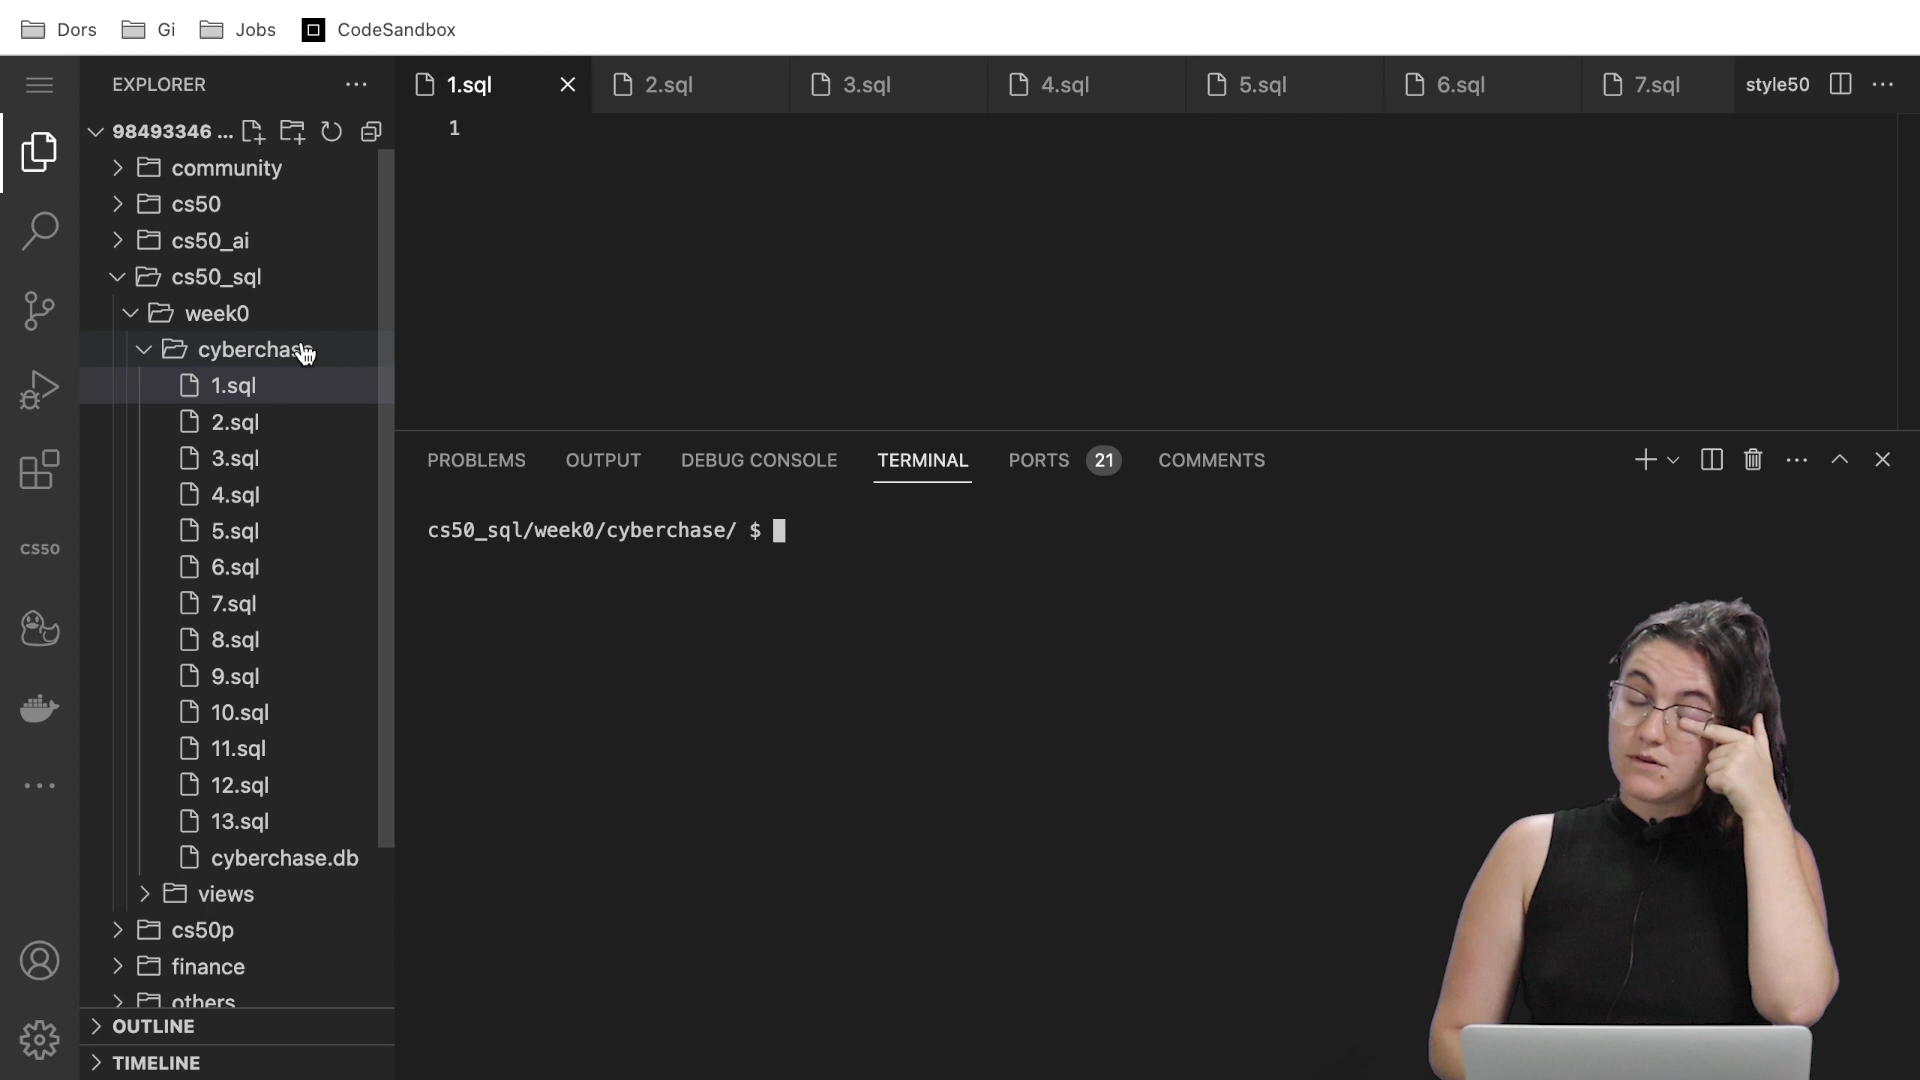 Dors Gi Jobs CodeSandbox
EXPLORER
1.sql 2.sql 3.sql 4.sql 5.sql 6.sql 7.sql style50
98493346 ...
community
cs50
cs50_ai
cs50_sql
week0
cyberchase
1.sql
2.sql
3.sql
4.sql
5.sql
6.sql
7.sql
8.sql
9.sql
10.sql
11.sql
12.sql
13.sql
cyberchase.db
views
cs50p
finance
others
OUTLINE
TIMELINE
CS50
1
PROBLEMS OUTPUT DEBUG CONSOLE TERMINAL PORTS 21 COMMENTS
cs50_sql/week0/cyberchase/ $